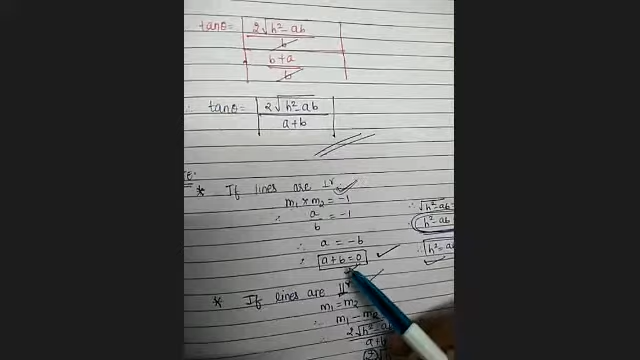 tanθ = | 2√h²-ab / b / b+a / b |
∴ tanθ = | 2√h²-ab / a+b |
* If lines are ⊥r
m₁ × m₂ = -1
∴ a/b = -1
∴ a = -b
∴ a+b=0
* If lines are ||r
m₁ = m₂
∴ m₁ - m₂
2√h²-ab
a+b
∴ √h²-ab =
h²-ab
h²-ab